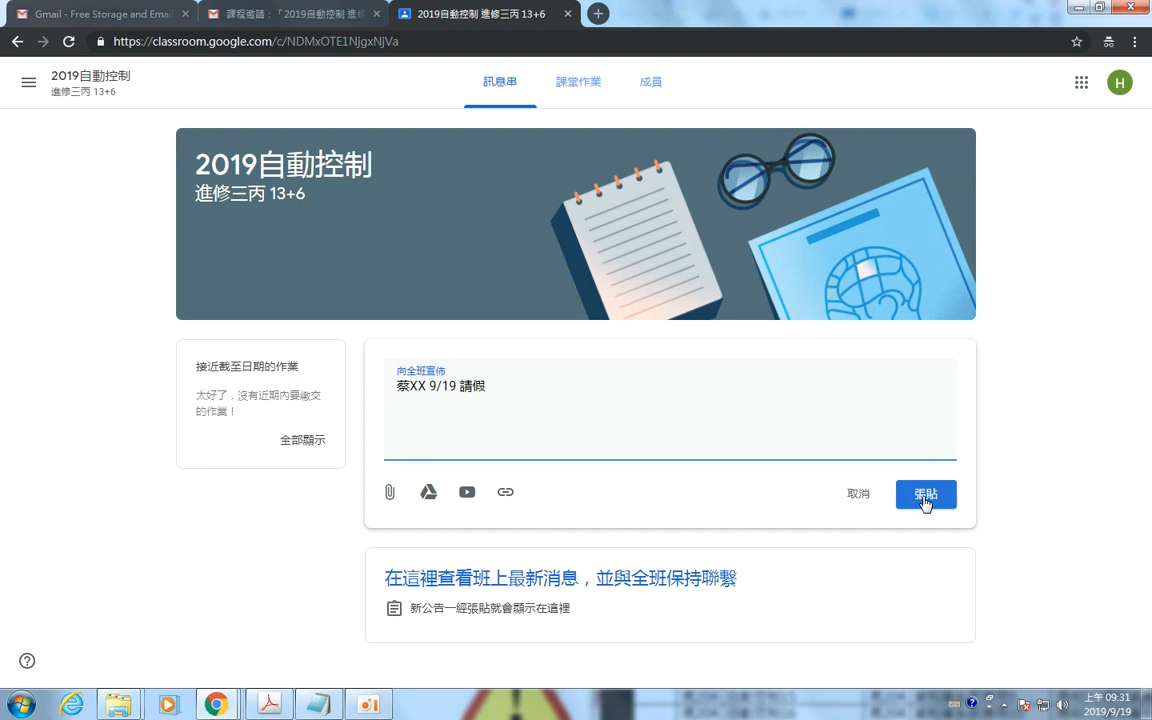 Gmail - Free Storage and Email
課程邀請：「2019自動控制 進修
2019自動控制 進修三丙 13+6
https://classroom.google.com/c/NDMxOTE1NjgxNjVa
2019自動控制
進修三丙 13+6
訊息串
課堂作業
成員
H
2019自動控制
進修三丙 13+6
接近截至日期的作業
太好了，沒有近期內要繳交
的作業！
全部顯示
向全班宣佈
蔡XX 9/19 請假
取消
張貼
在這裡查看班上最新消息，並與全班保持聯繫
新公告一經張貼就會顯示在這裡
上午 09:31
2019/9/19